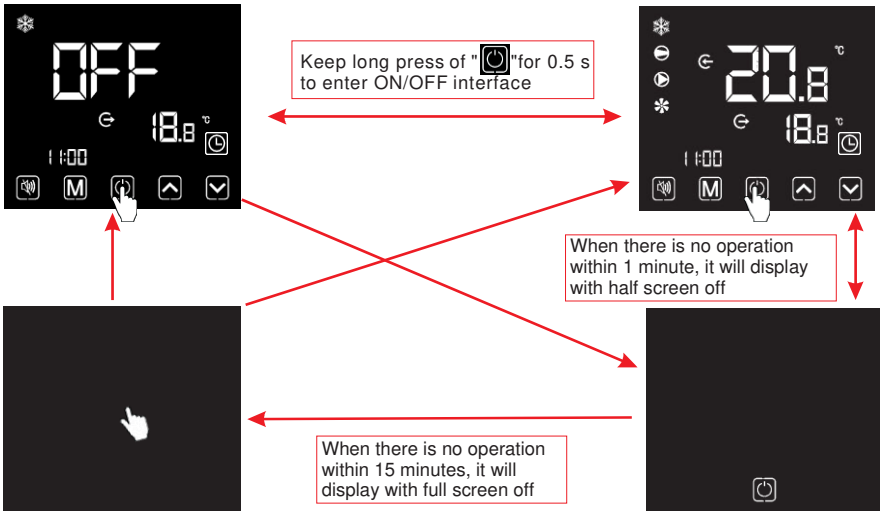 OFF
18.8 °C
11:00
M
Keep long press of " "for 0.5 s
to enter ON/OFF interface
20.8 °C
18.8 °C
11:00
M
When there is no operation
within 1 minute, it will display
with half screen off
When there is no operation
within 15 minutes, it will
display with full screen off